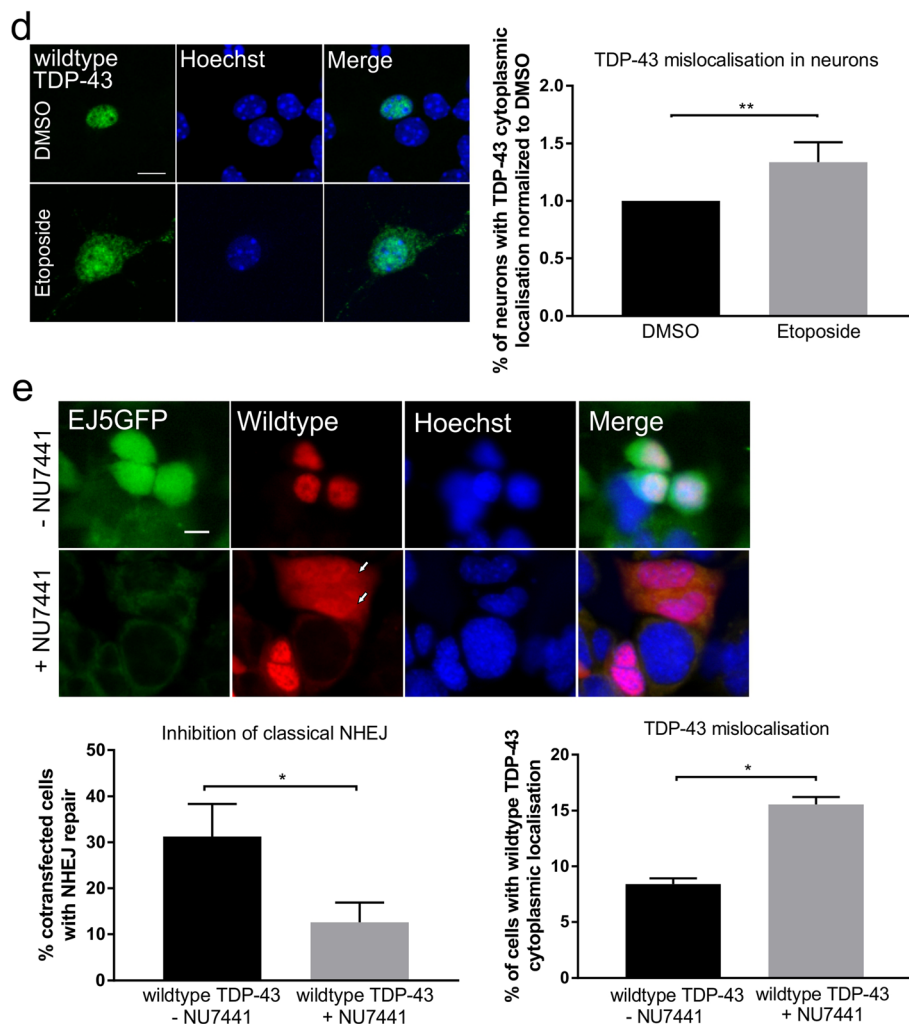 d
wildtype
TDP-43
Hoechst
Merge
DMSO
Etoposide
TDP-43 mislocalisation in neurons
% of neurons with TDP-43 cytoplasmic
localisation normalized to DMSO
2.0
1.5
1.0
0.5
0.0
**
DMSO
Etoposide
e
EJ5GFP
Wildtype
Hoechst
Merge
- NU7441
+ NU7441
Inhibition of classical NHEJ
% cotransfected cells
with NHEJ repair
50
40
30
20
10
0
*
wildtype TDP-43
- NU7441
wildtype TDP-43
+ NU7441
TDP-43 mislocalisation
% of cells with wildtype TDP-43
cytoplasmic localisation
20
15
10
5
0
*
wildtype TDP-43
- NU7441
wildtype TDP-43
+ NU7441